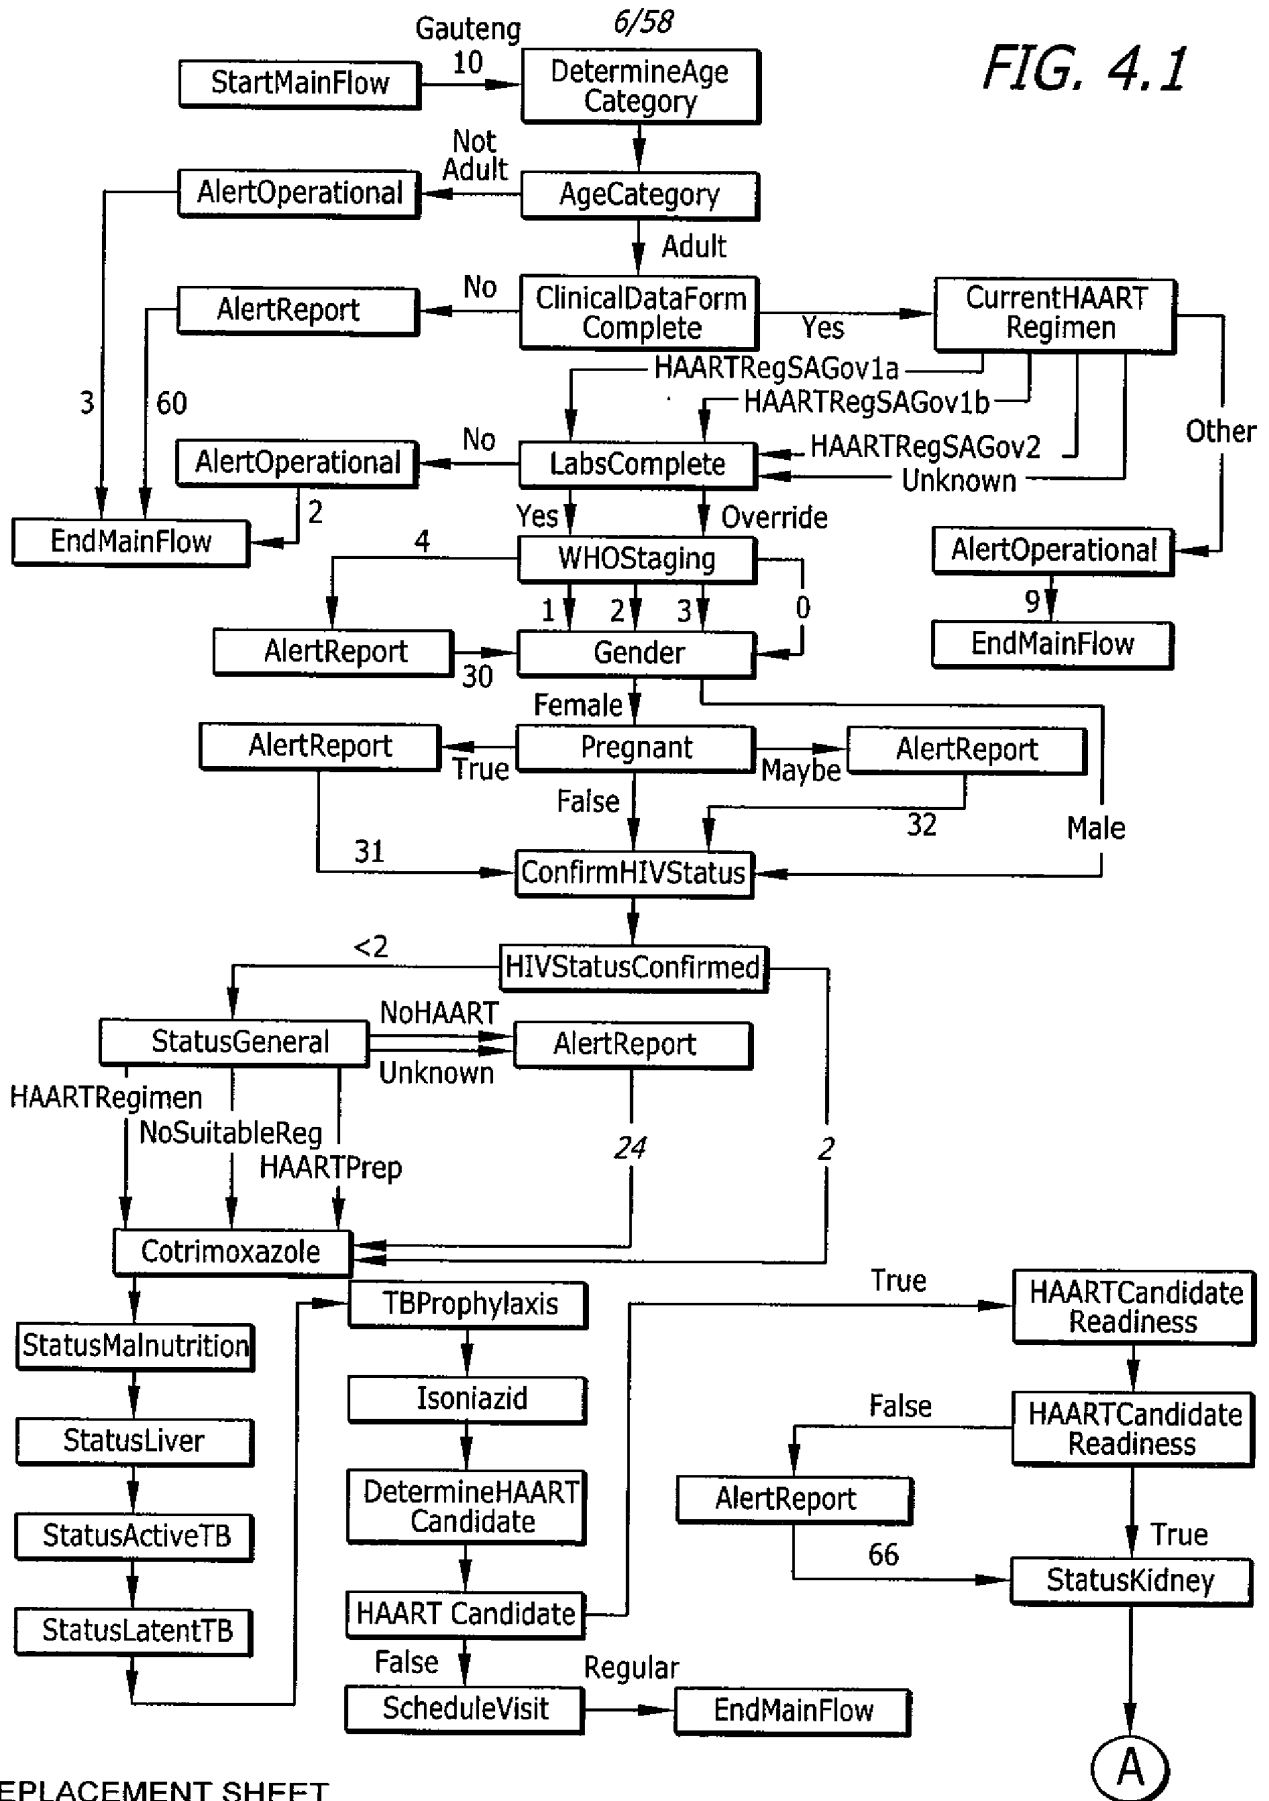 6/58
FIG. 4.1
Gauteng
10
StartMainFlow
DetermineAge
Category
Not
Adult
AlertOperational
AgeCategory
Adult
No
AlertReport
ClinicalDataForm
Complete
Yes
CurrentHAART
Regimen
HAARTRegSAGov1a
HAARTRegSAGov1b
3
60
Other
No
HAARTRegSAGov2
AlertOperational
LabsComplete
Unknown
2
Yes
Override
EndMainFlow
4
WHOStaging
AlertOperational
1
2
3
0
9
AlertReport
30
Gender
EndMainFlow
Female
AlertReport
True
Pregnant
Maybe
AlertReport
False
32
Male
31
ConfirmHIVStatus
<2
HIVStatusConfirmed
NoHAART
StatusGeneral
AlertReport
Unknown
HAARTRegimen
NoSuitableReg
HAARTPrep
24
2
Cotrimoxazole
TBProphylaxis
True
HAARTCandidate
Readiness
StatusMalnutrition
Isoniazid
False
HAARTCandidate
Readiness
StatusLiver
DetermineHAART
Candidate
AlertReport
StatusActiveTB
True
66
StatusKidney
HAART Candidate
StatusLatentTB
False
Regular
ScheduleVisit
EndMainFlow
A
EPLACEMENT SHEET